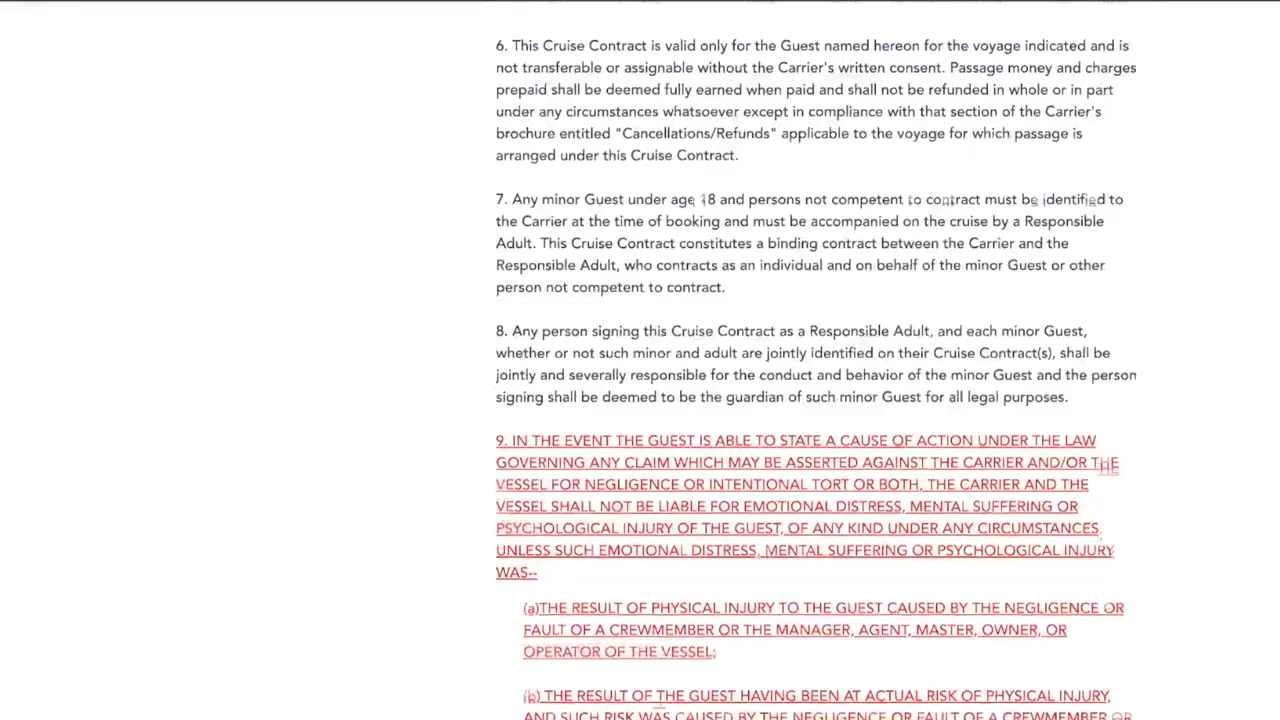 6. This Cruise Contract is valid only for the Guest named hereon for the voyage indicated and is
not transferable or assignable without the Carrier's written consent. Passage money and charges
prepaid shall be deemed fully earned when paid and shall not be refunded in whole or in part
under any circumstances whatsoever except in compliance with that section of the Carrier's
brochure entitled "Cancellations/Refunds" applicable to the voyage for which passage is
arranged under this Cruise Contract.
7. Any minor Guest under age 18 and persons not competent to contract must be identified to
the Carrier at the time of booking and must be accompanied on the cruise by a Responsible
Adult. This Cruise Contract constitutes a binding contract between the Carrier and the
Responsible Adult, who contracts as an individual and on behalf of the minor Guest or other
person not competent to contract.
8. Any person signing this Cruise Contract as a Responsible Adult, and each minor Guest,
whether or not such minor and adult are jointly identified on their Cruise Contract(s), shall be
jointly and severally responsible for the conduct and behavior of the minor Guest and the person
signing shall be deemed to be the guardian of such minor Guest for all legal purposes.
9. IN THE EVENT THE GUEST IS ABLE TO STATE A CAUSE OF ACTION UNDER THE LAW
GOVERNING ANY CLAIM WHICH MAY BE ASSERTED AGAINST THE CARRIER AND/OR THE
VESSEL FOR NEGLIGENCE OR INTENTIONAL TORT OR BOTH, THE CARRIER AND THE
VESSEL SHALL NOT BE LIABLE FOR EMOTIONAL DISTRESS, MENTAL SUFFERING OR
PSYCHOLOGICAL INJURY OF THE GUEST, OF ANY KIND UNDER ANY CIRCUMSTANCES,
UNLESS SUCH EMOTIONAL DISTRESS, MENTAL SUFFERING OR PSYCHOLOGICAL INJURY
WAS--
(a)THE RESULT OF PHYSICAL INJURY TO THE GUEST CAUSED BY THE NEGLIGENCE OR
FAULT OF A CREWMEMBER OR THE MANAGER, AGENT, MASTER, OWNER, OR
OPERATOR OF THE VESSEL;
(b) THE RESULT OF THE GUEST HAVING BEEN AT ACTUAL RISK OF PHYSICAL INJURY,
AND SUCH RISK WAS CAUSED BY THE NEGLIGENCE OR FAULT OF A CREWMEMBER OR